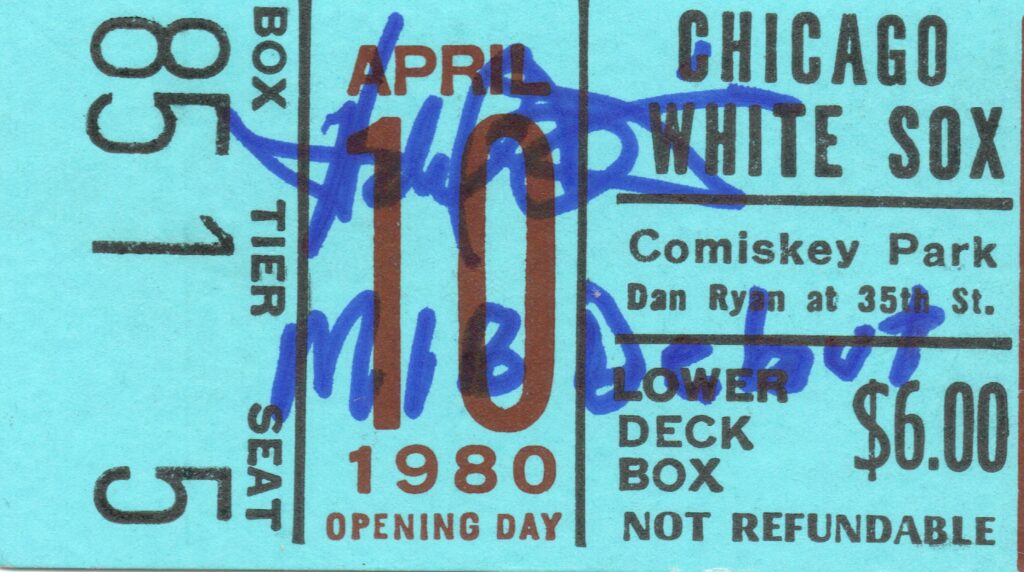 BOX 85
TIER 1
SEAT 5
APRIL
10
1980
OPENING DAY
CHICAGO
WHITE SOX
Comiskey Park
Dan Ryan at 35th St.
LOWER
DECK
BOX
$6.00
NOT REFUNDABLE
MLB Debut